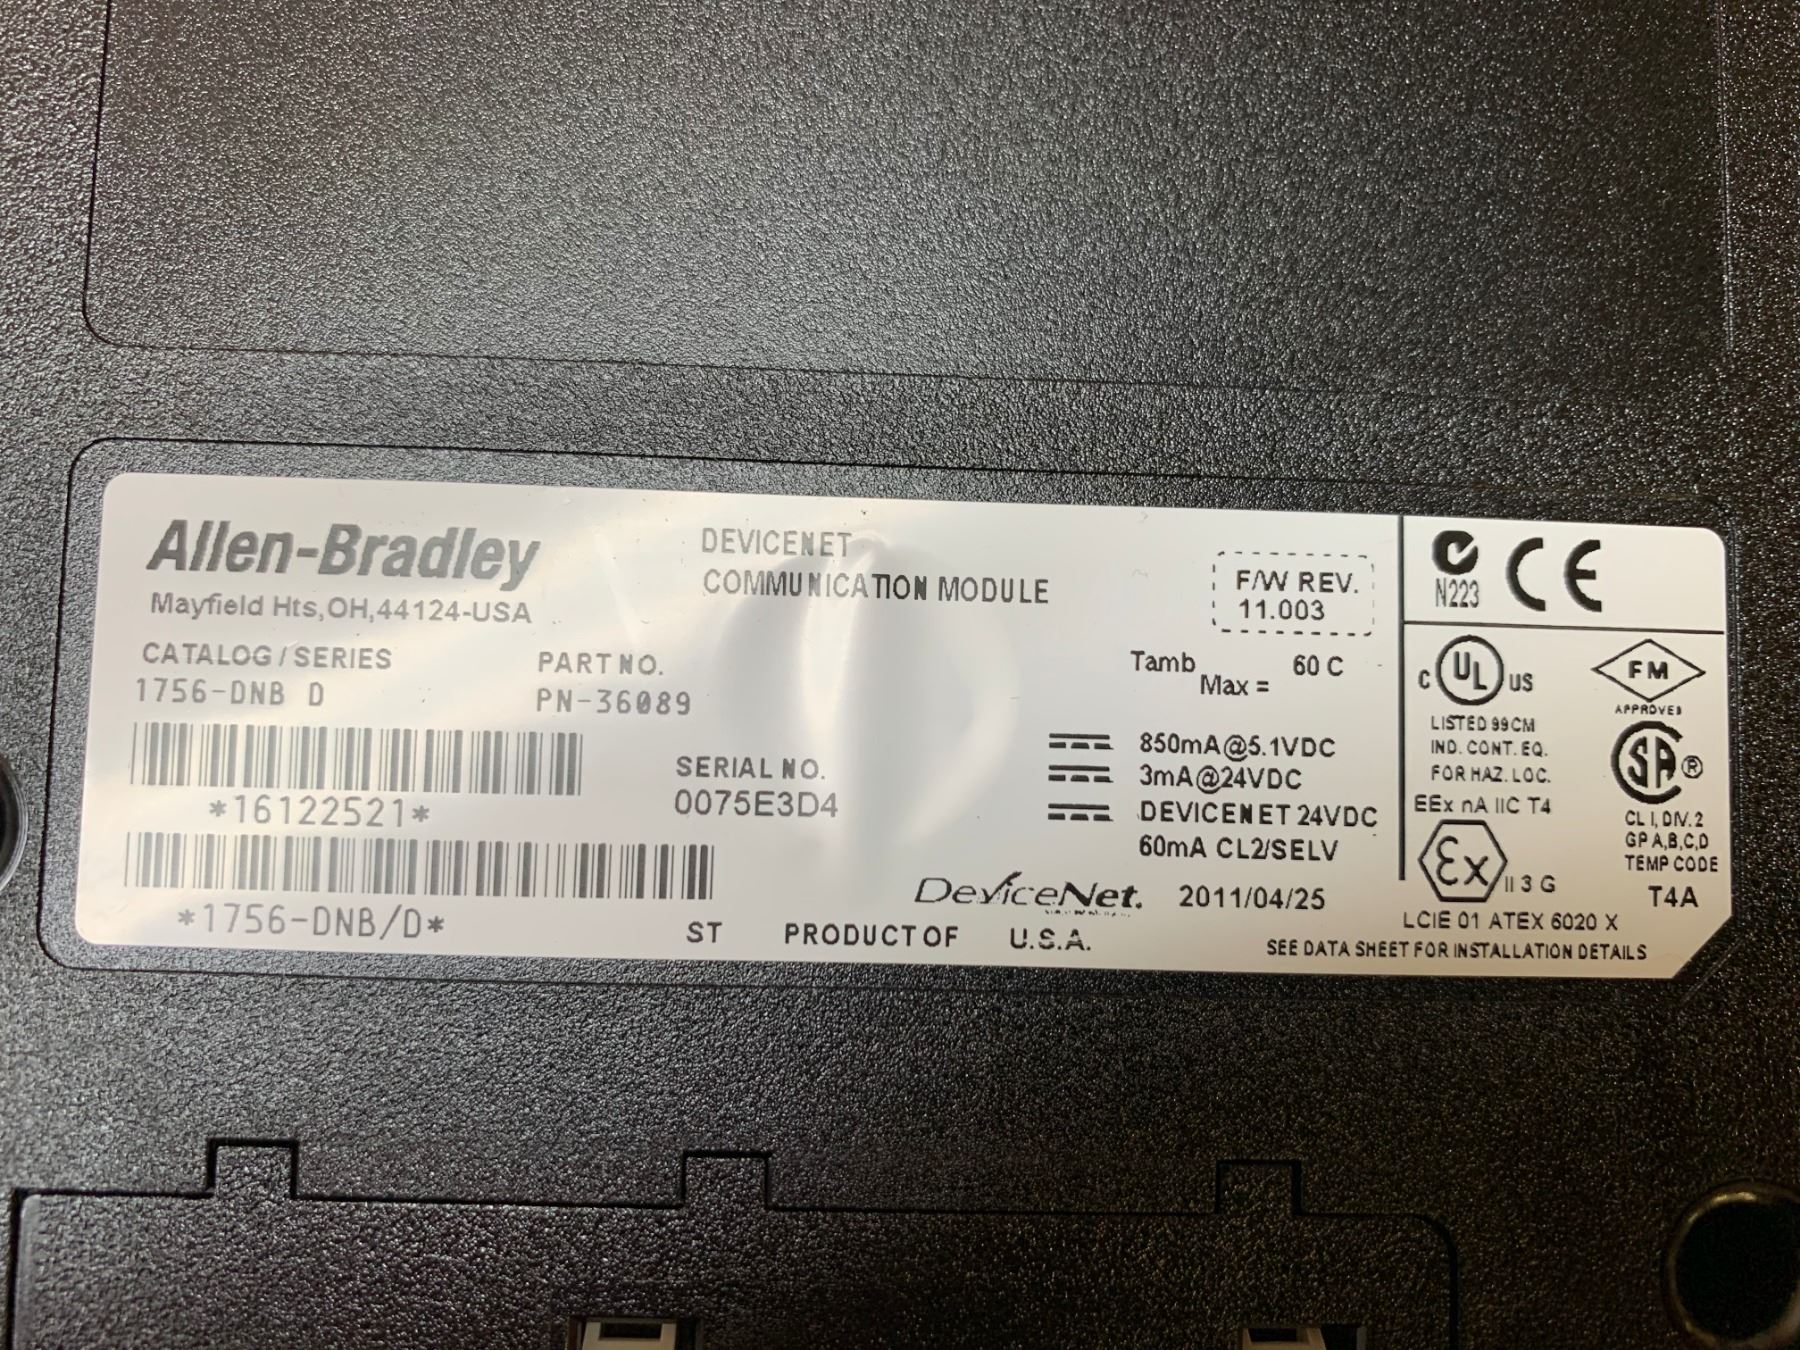 Allen-Bradley
Mayfield Hts,OH,44124-USA
CATALOG / SERIES
1756-DNB D
PART NO.
PN-36089
*16122521*
SERIAL NO.
0075E3D4
*1756-DNB/D*
DEVICENET
COMMUNICATION MODULE
F/W REV.
11.003
Tamb Max = 60 C
850mA@5.1VDC
3mA@24VDC
DEVICENET 24VDC
60mA CL2/SELV
DeviceNet. 2011/04/25
ST PRODUCT OF U.S.A.
N223
CE
C UL US
LISTED 99CM
IND. CONT. EQ.
FOR HAZ. LOC.
FM
APPROVED
SA ®
CL I, DIV. 2
GP A,B,C,D
TEMP CODE
T4A
EEx nA IIC T4
Ex II 3 G
LCIE 01 ATEX 6020 X
SEE DATA SHEET FOR INSTALLATION DETAILS